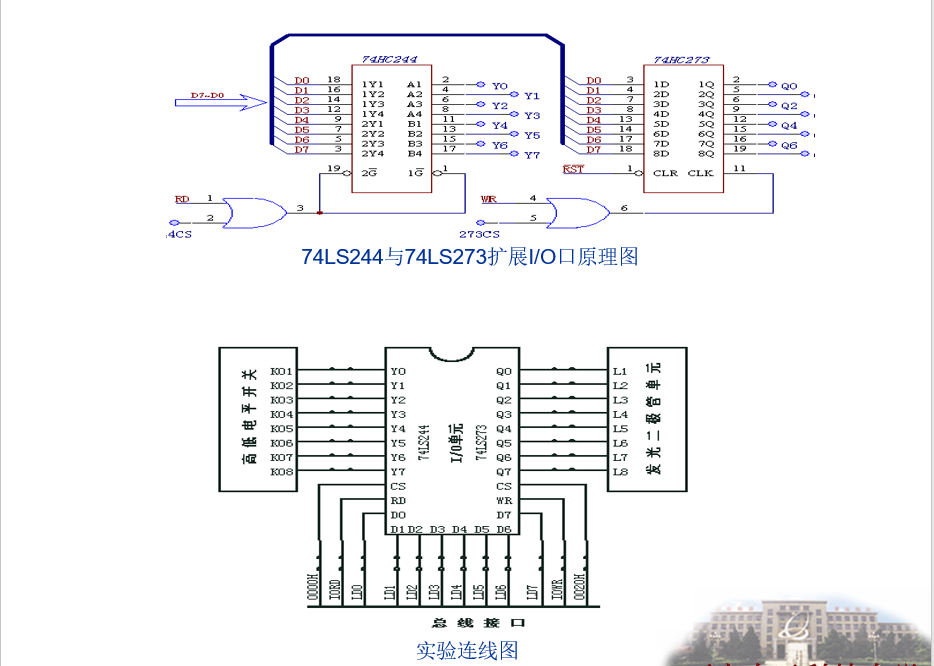 74HC244
74HC273
D7~D0
D0 18 1Y1 A1 2 Y0
D1 16 1Y2 A2 4 Y1
D2 14 1Y3 A3 6 Y2
D3 12 1Y4 A4 8 Y3
D4 9 2Y1 B1 11 Y4
D5 7 2Y2 B2 13 Y5
D6 5 2Y3 B3 15 Y6
D7 3 2Y4 B4 17 Y7
19 2G 1G 1
D0 3 1D 1Q 2 Q0
D1 4 2D 2Q 5
D2 7 3D 3Q 6 Q2
D3 8 4D 4Q 9
D4 13 5D 5Q 12 Q4
D5 14 6D 6Q 15
D6 17 7D 7Q 16 Q6
D7 18 8D 8Q 19
RST 1 CLR CLK 11
RD 1
2
3
4CS
WR 4
5
6
273CS
74LS244与74LS273扩展I/O口原理图
高低电平开关
K01 Y0 Q0 L1
K02 Y1 Q1 L2
K03 Y2 Q2 L3
K04 Y3 Q3 L4
K05 Y4 Q4 L5
K06 Y5 Q5 L6
K07 Y6 Q6 L7
K08 Y7 Q7 L8
74LS244
I/O单元
74LS273
发光二极管单元
CS CS
RD WR
D0 D7
D1 D2 D3 D4 D5 D6
0000H IORD LD0 LD1 LD2 LD3 LD4 LD5 LD6 LD7 IOWR 0020H
总线接口
实验连线图